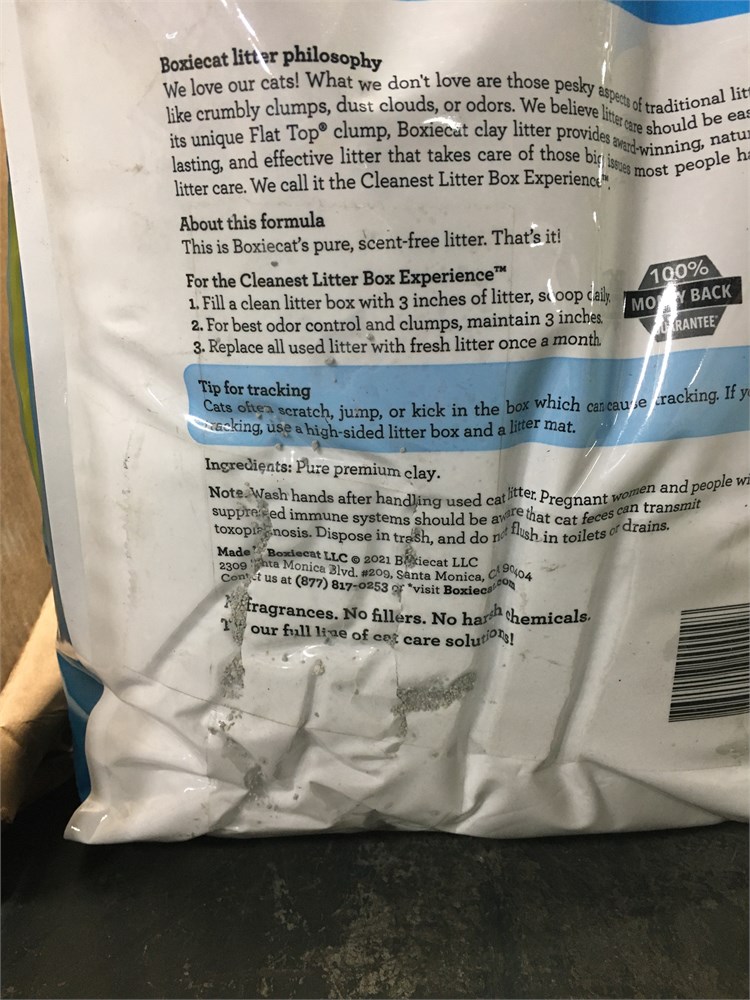 Boxiecat litter philosophy
We love our cats! What we don't love are those pesky aspects of traditional
like crumbly clumps, dust clouds, or odors. We believe litter care should be
its unique Flat Top® clump, Boxiecat clay litter provides award-winning,
lasting, and effective litter that takes care of those big issues most people
litter care. We call it the Cleanest Litter Box Experience™.
About this formula
This is Boxiecat's pure, scent-free litter. That's it!
For the Cleanest Litter Box Experience™
1. Fill a clean litter box with 3 inches of litter, scoop daily.
2. For best odor control and clumps, maintain 3 inches.
3. Replace all used litter with fresh litter once a month.
100%
MONEY BACK
GUARANTEE
Tip for tracking
Cats often scratch, jump, or kick in the box which can cause tracking. If
tracking, use a high-sided litter box and a litter mat.
Ingredients: Pure premium clay.
Note: Wash hands after handling used cat litter. Pregnant women and people
suppressed immune systems should be aware that cat feces can transmit
toxoplasmosis. Dispose in trash, and do not flush in toilets or drains.
Made Boxiecat LLC © 2021 Boxiecat LLC
2309 Santa Monica Blvd. #209, Santa Monica, CA 90404
Contact us at (877) 817-0253 or *visit Boxiecat.com
fragrances. No fillers. No harsh chemicals.
our full line of cat care solutions!